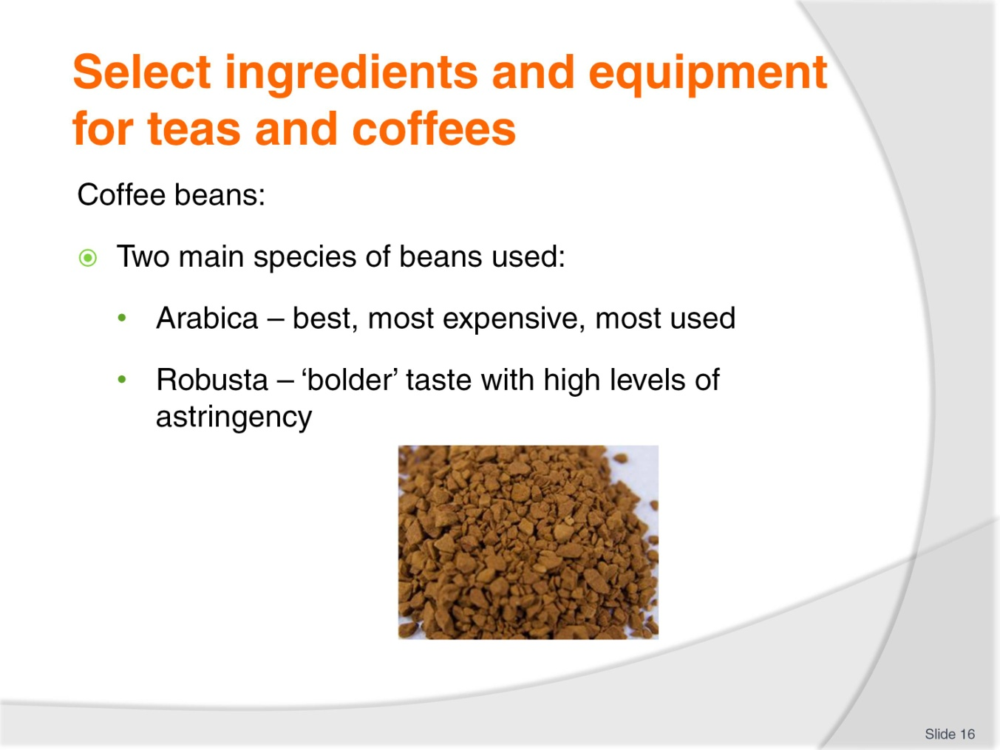 Select ingredients and equipment
for teas and coffees
Coffee beans:
Two main species of beans used:
• Arabica – best, most expensive, most used
• Robusta – ‘bolder’ taste with high levels of
astringency
Slide 16